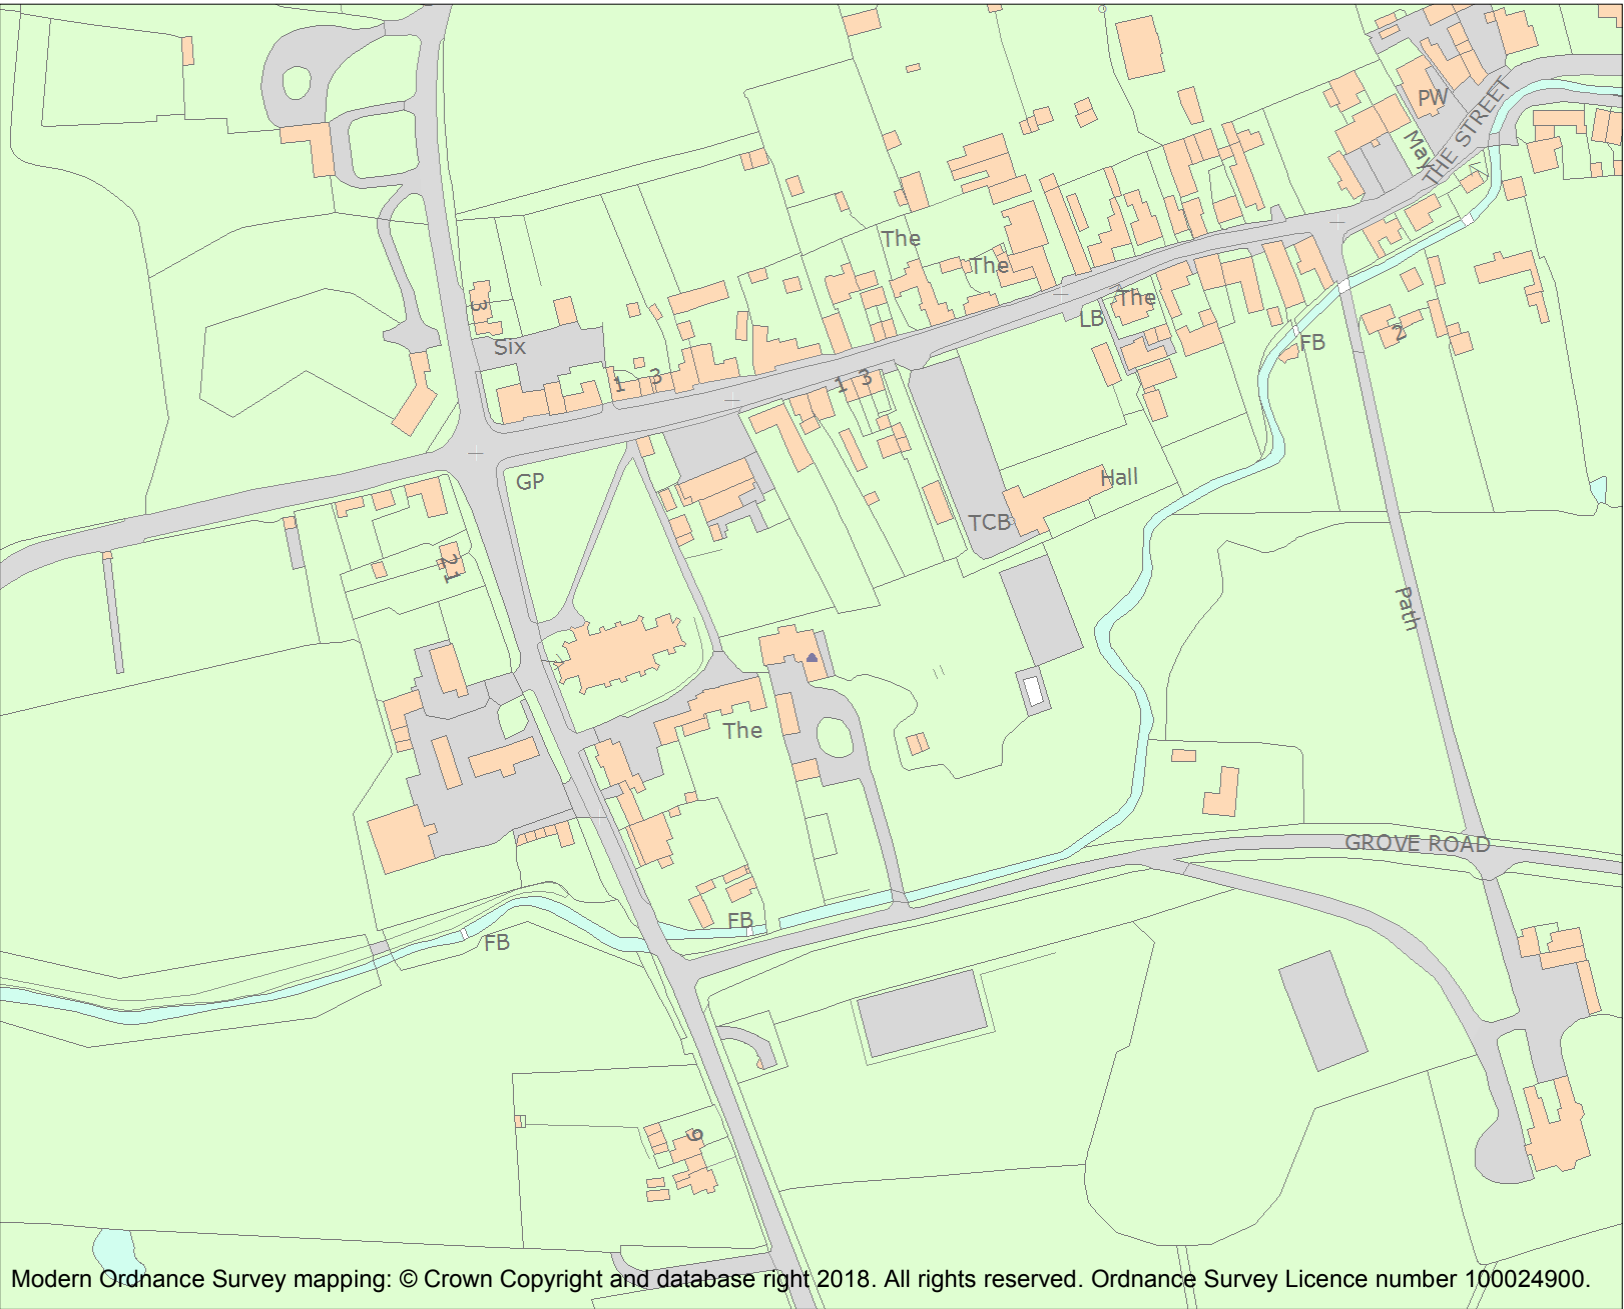 PW
THE STREET
May
The
The
The
3
LB
FB
2
Six
1
3
1
3
GP
Hall
TCB
21
Path
The
GROVE ROAD
FB
FB
9
Modern Ordnance Survey mapping: © Crown Copyright and database right 2018. All rights reserved. Ordnance Survey Licence number 100024900.